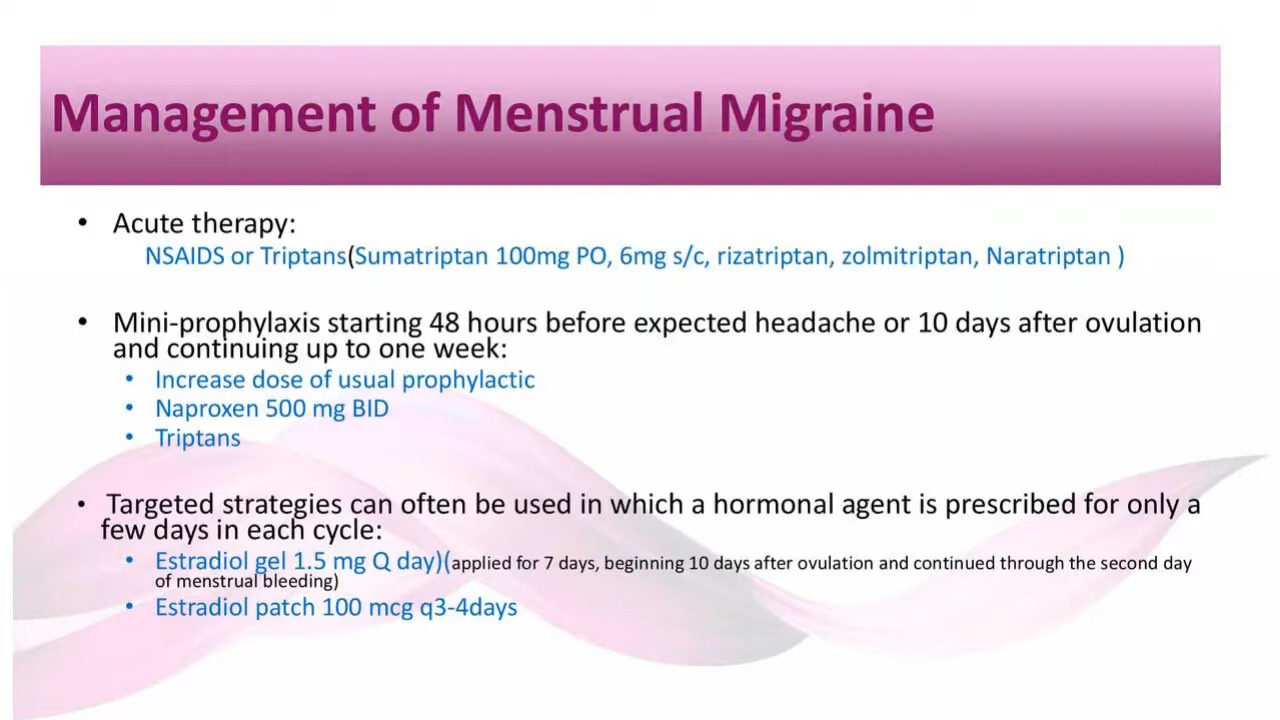 Management of Menstrual Migraine
• Acute therapy:
NSAIDS or Triptans(Sumatriptan 100mg PO, 6mg s/c, rizatriptan, zolmitriptan, Naratriptan )
• Mini-prophylaxis starting 48 hours before expected headache or 10 days after ovulation
and continuing up to one week:
• Increase dose of usual prophylactic
• Naproxen 500 mg BID
• Triptans
• Targeted strategies can often be used in which a hormonal agent is prescribed for only a
few days in each cycle:
• Estradiol gel 1.5 mg Q day)(applied for 7 days, beginning 10 days after ovulation and continued through the second day
of menstrual bleeding)
• Estradiol patch 100 mcg q3-4days